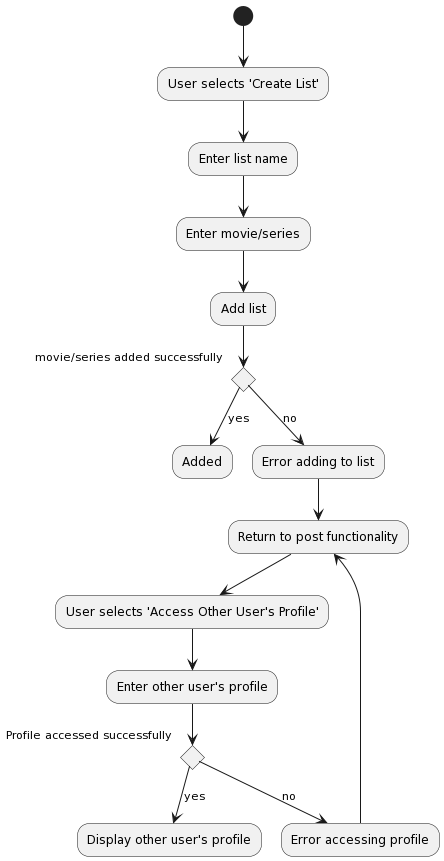 User selects 'Create List'
Enter list name
Enter movie/series
Add list
movie/series added successfully
yes
no
Added
Error adding to list
Return to post functionality
User selects 'Access Other User's Profile'
Enter other user's profile
Profile accessed successfully
yes
no
Display other user's profile
Error accessing profile